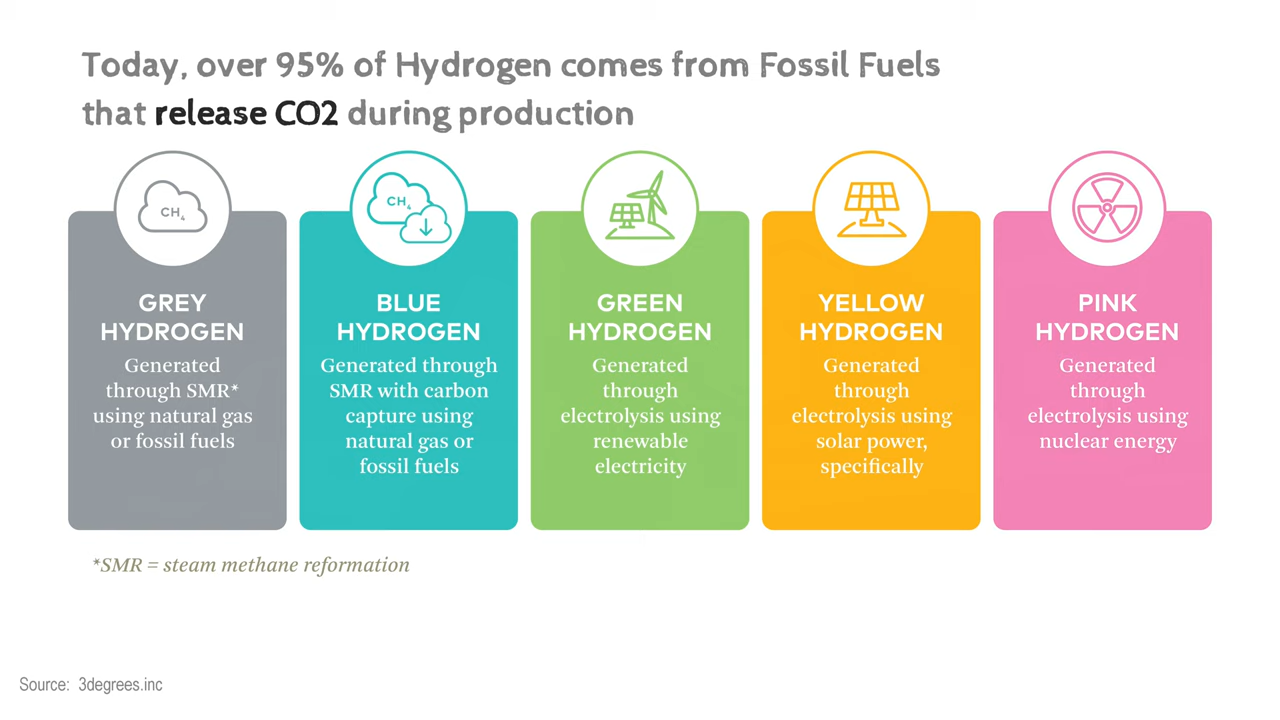 Today, over 95% of Hydrogen comes from Fossil Fuels
that release CO2 during production
CH4
GREY
HYDROGEN
Generated
through SMR*
using natural gas
or fossil fuels
CH4
BLUE
HYDROGEN
Generated through
SMR with carbon
capture using
natural gas or
fossil fuels
GREEN
HYDROGEN
Generated
through
electrolysis using
renewable
electricity
YELLOW
HYDROGEN
Generated
through
electrolysis using
solar power,
specifically
PINK
HYDROGEN
Generated
through
electrolysis using
nuclear energy
*SMR = steam methane reformation
Source: 3degrees.inc